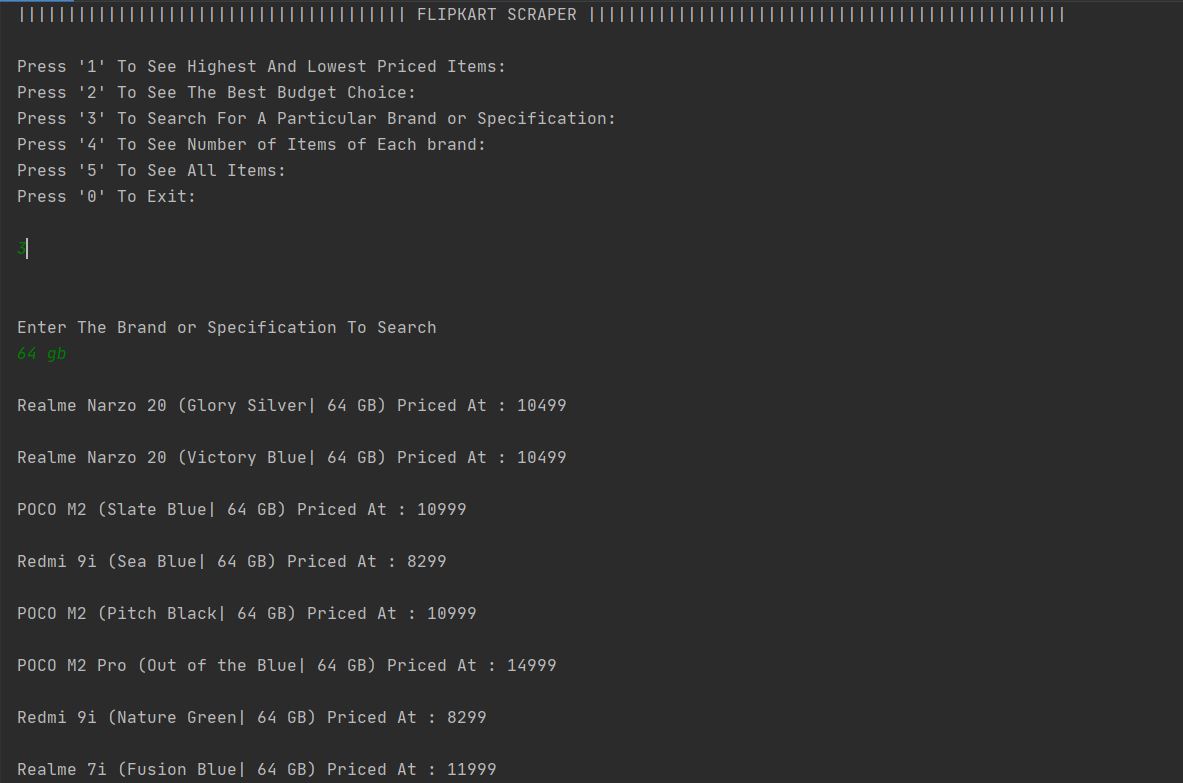 ||||||||||||||||||||||||||||||||||||||| FLIPKART SCRAPER ||||||||||||||||||||||||||||||||||||||||||||||||
Press '1' To See Highest And Lowest Priced Items:
Press '2' To See The Best Budget Choice:
Press '3' To Search For A Particular Brand or Specification:
Press '4' To See Number of Items of Each brand:
Press '5' To See All Items:
Press '0' To Exit:
3
Enter The Brand or Specification To Search
64 gb
Realme Narzo 20 (Glory Silver| 64 GB) Priced At : 10499
Realme Narzo 20 (Victory Blue| 64 GB) Priced At : 10499
POCO M2 (Slate Blue| 64 GB) Priced At : 10999
Redmi 9i (Sea Blue| 64 GB) Priced At : 8299
POCO M2 (Pitch Black| 64 GB) Priced At : 10999
POCO M2 Pro (Out of the Blue| 64 GB) Priced At : 14999
Redmi 9i (Nature Green| 64 GB) Priced At : 8299
Realme 7i (Fusion Blue| 64 GB) Priced At : 11999